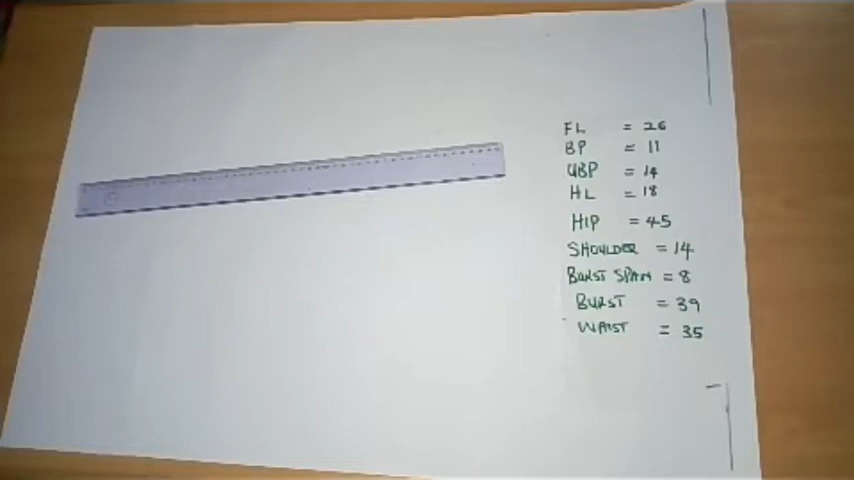 FL = 26
BP = 11
UBP = 14
HL = 18
HIP = 45
SHOULDER = 14
BURST SPAN = 8
BURST = 39
WAIST = 35